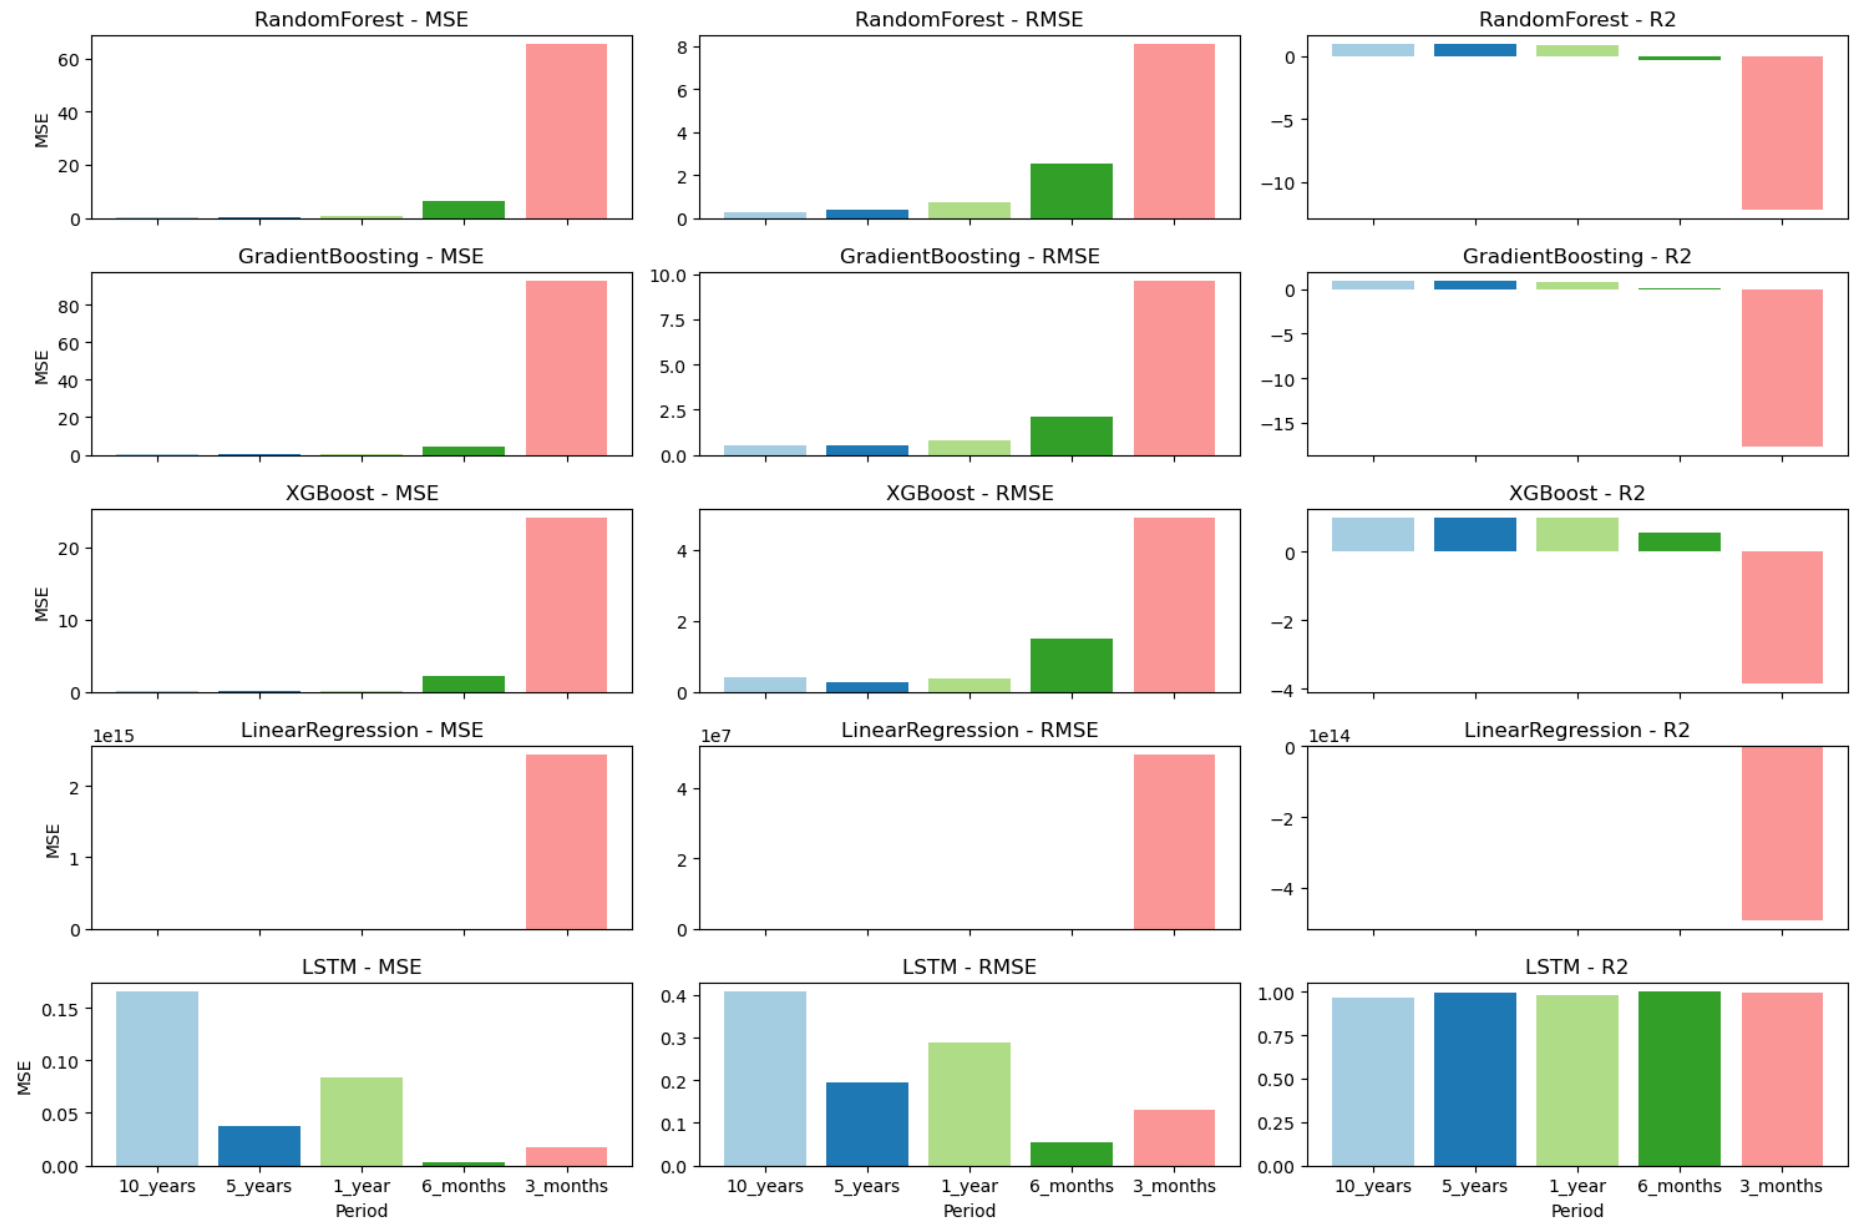 RandomForest - MSE
RandomForest - RMSE
RandomForest - R2
60
40
20
0
MSE
8
6
4
2
0
0
−5
−10
GradientBoosting - MSE
GradientBoosting - RMSE
GradientBoosting - R2
80
60
40
20
0
MSE
10.0
7.5
5.0
2.5
0.0
0
−5
−10
−15
XGBoost - MSE
XGBoost - RMSE
XGBoost - R2
20
10
0
MSE
4
2
0
0
−2
−4
LinearRegression - MSE
LinearRegression - RMSE
LinearRegression - R2
1e15
2
1
0
MSE
1e7
4
2
0
1e14
0
−2
−4
LSTM - MSE
LSTM - RMSE
LSTM - R2
0.15
0.10
0.05
0.00
MSE
0.4
0.3
0.2
0.1
0.0
1.00
0.75
0.50
0.25
0.00
10_years 5_years 1_year 6_months 3_months
Period
10_years 5_years 1_year 6_months 3_months
Period
10_years 5_years 1_year 6_months 3_months
Period